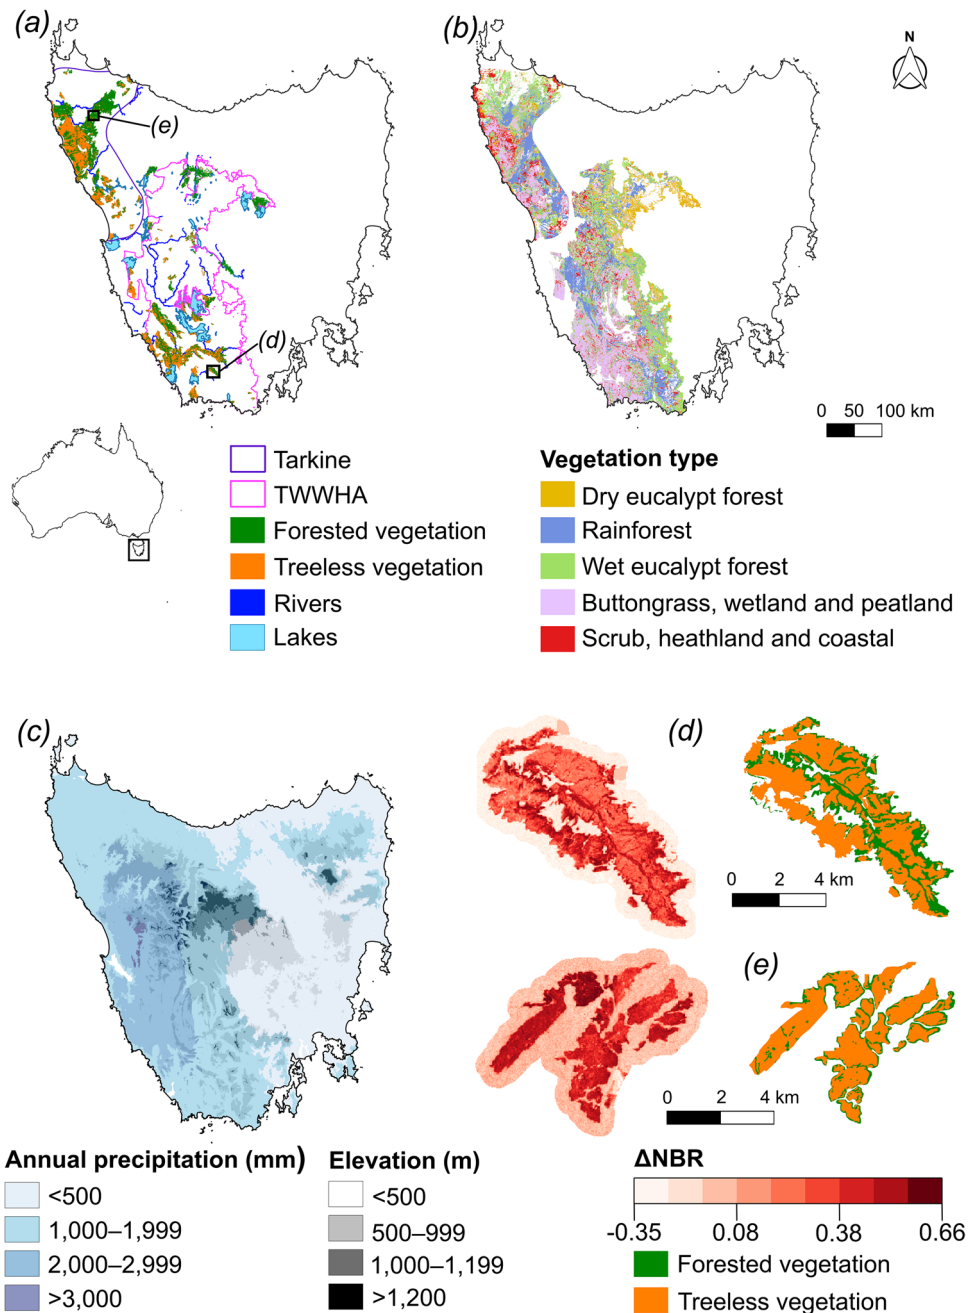 (a)
(b)
N
(e)
(d)
0 50 100 km
Tarkine
TWWHA
Forested vegetation
Treeless vegetation
Rivers
Lakes
Vegetation type
Dry eucalypt forest
Rainforest
Wet eucalypt forest
Buttongrass, wetland and peatland
Scrub, heathland and coastal
(c)
(d)
0 2 4 km
(e)
0 2 4 km
Annual precipitation (mm)
<500
1,000–1,999
2,000–2,999
>3,000
Elevation (m)
<500
500–999
1,000–1,199
>1,200
ΔNBR
-0.35 0.08 0.38 0.66
Forested vegetation
Treeless vegetation